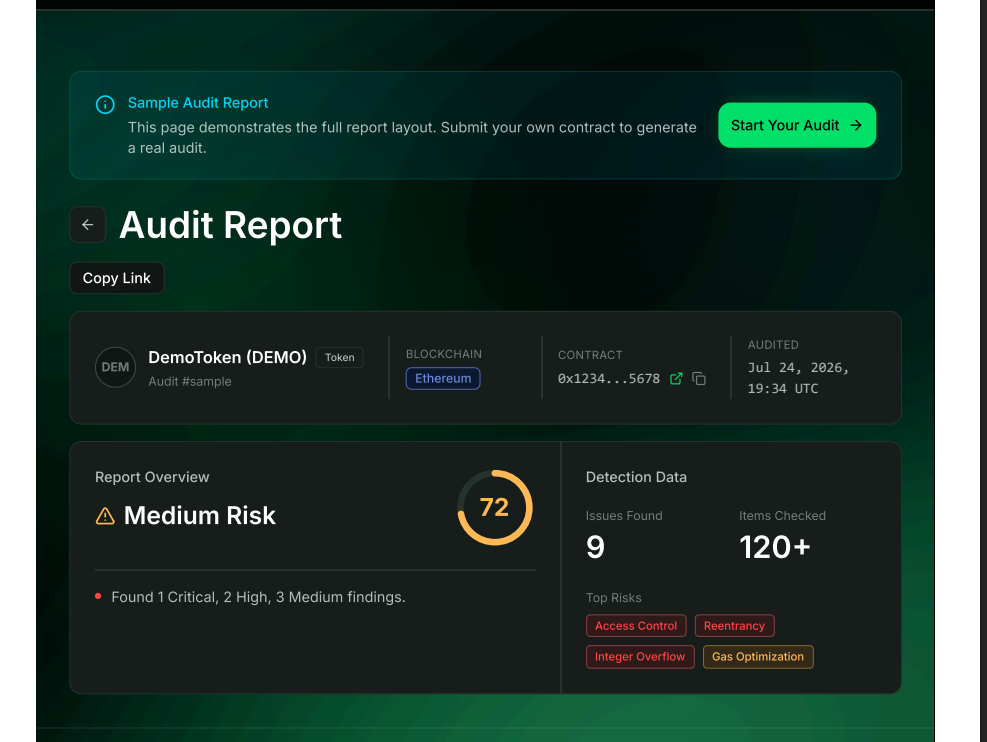 Sample Audit Report
This page demonstrates the full report layout. Submit your own contract to generate
a real audit.
Start Your Audit
Audit Report
Copy Link
DEM
DemoToken (DEMO)
Token
Audit #sample
BLOCKCHAIN
Ethereum
CONTRACT
0x1234...5678
AUDITED
Jul 24, 2026,
19:34 UTC
Report Overview
Medium Risk
72
Found 1 Critical, 2 High, 3 Medium findings.
Detection Data
Issues Found
9
Items Checked
120+
Top Risks
Access Control
Reentrancy
Integer Overflow
Gas Optimization